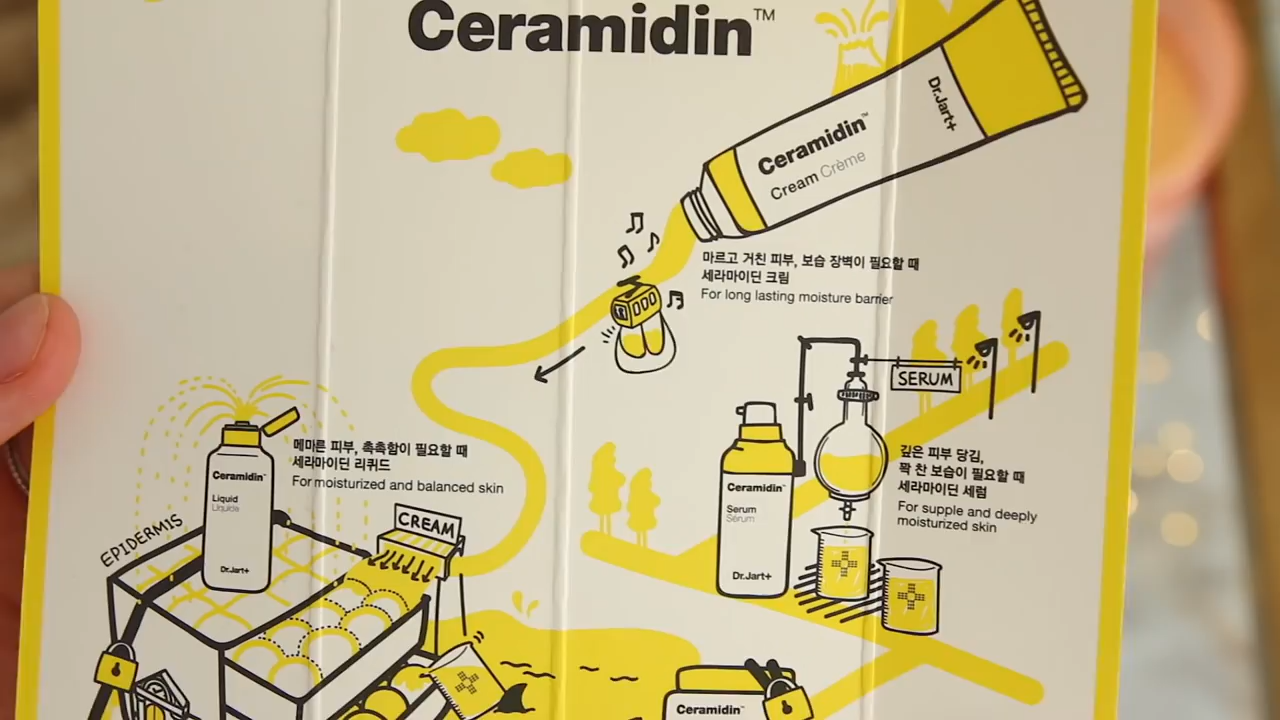 Ceramidin™
Dr.Jart+
Ceramidin™
Cream Crème
마르고 거친 피부, 보습 장벽이 필요할 때
세라마이딘 크림
For long lasting moisture barrier
SERUM
메마른 피부, 촉촉함이 필요할 때
세라마이딘 리퀴드
For moisturized and balanced skin
Ceramidin™
Liquid
Liquide
Dr.Jart+
EPIDERMIS
CREAM
Ceramidin™
Serum
Sérum
Dr.Jart+
깊은 피부 당김,
꽉 찬 보습이 필요할 때
세라마이딘 세럼
For supple and deeply
moisturized skin
Ceramidin™